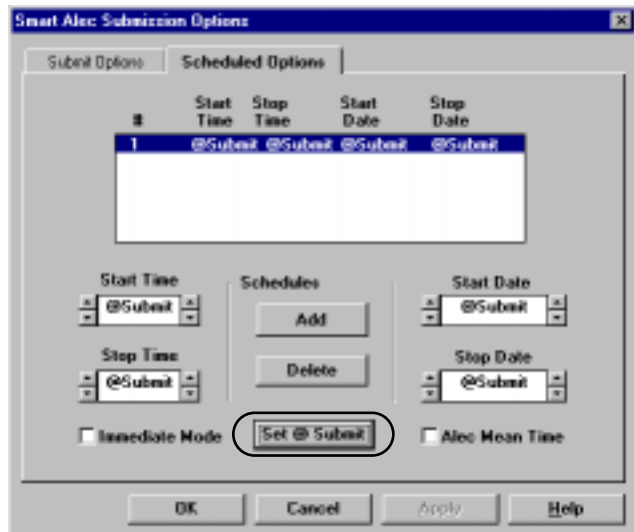 Smart Alec: Submission Options
Submit Options Scheduled Options
# Start Time Stop Time Start Date Stop Date
1 @Submit @Submit @Submit @Submit
Start Time Schedules Start Date
@Submit Add @Submit
Stop Time Delete Stop Date
@Submit @Submit
Immediate Mode Set @ Submit Alec Mean Time
OK Cancel Apply Help